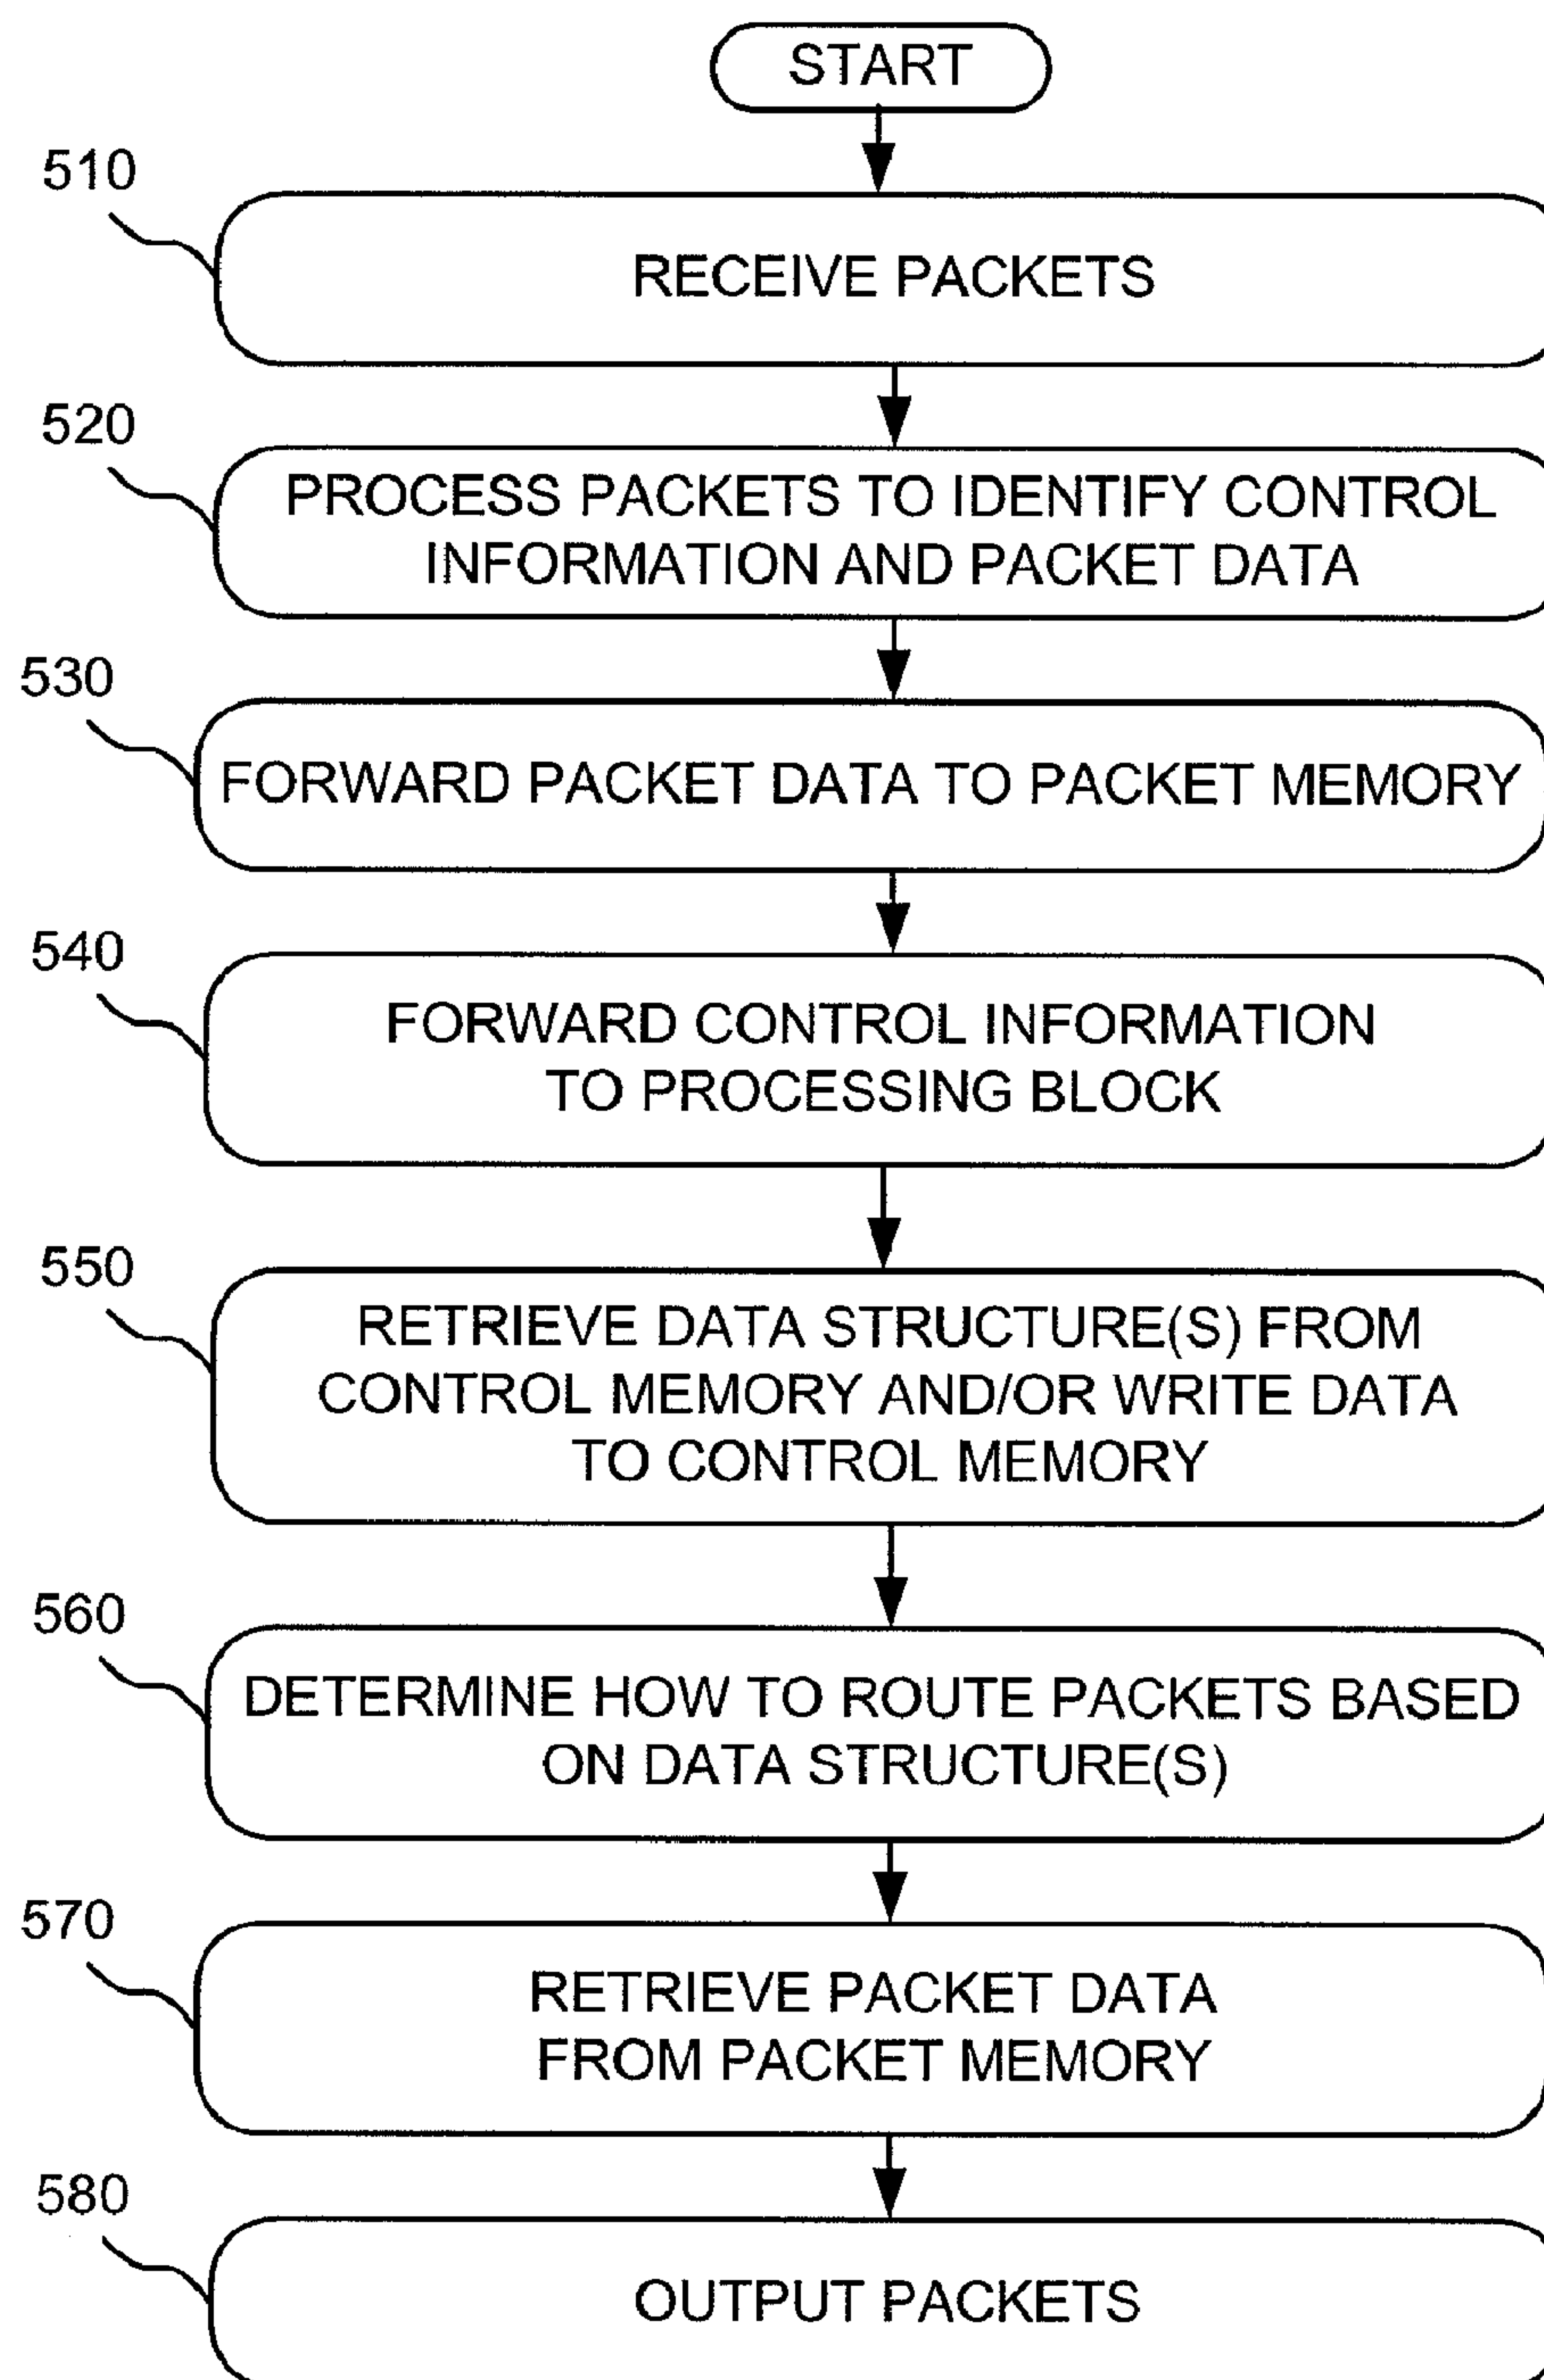 START
510
RECEIVE PACKETS
520
PROCESS PACKETS TO IDENTIFY CONTROL
INFORMATION AND PACKET DATA
530
FORWARD PACKET DATA TO PACKET MEMORY
540
FORWARD CONTROL INFORMATION
TO PROCESSING BLOCK
550
RETRIEVE DATA STRUCTURE(S) FROM
CONTROL MEMORY AND/OR WRITE DATA
TO CONTROL MEMORY
560
DETERMINE HOW TO ROUTE PACKETS BASED
ON DATA STRUCTURE(S)
570
RETRIEVE PACKET DATA
FROM PACKET MEMORY
580
OUTPUT PACKETS